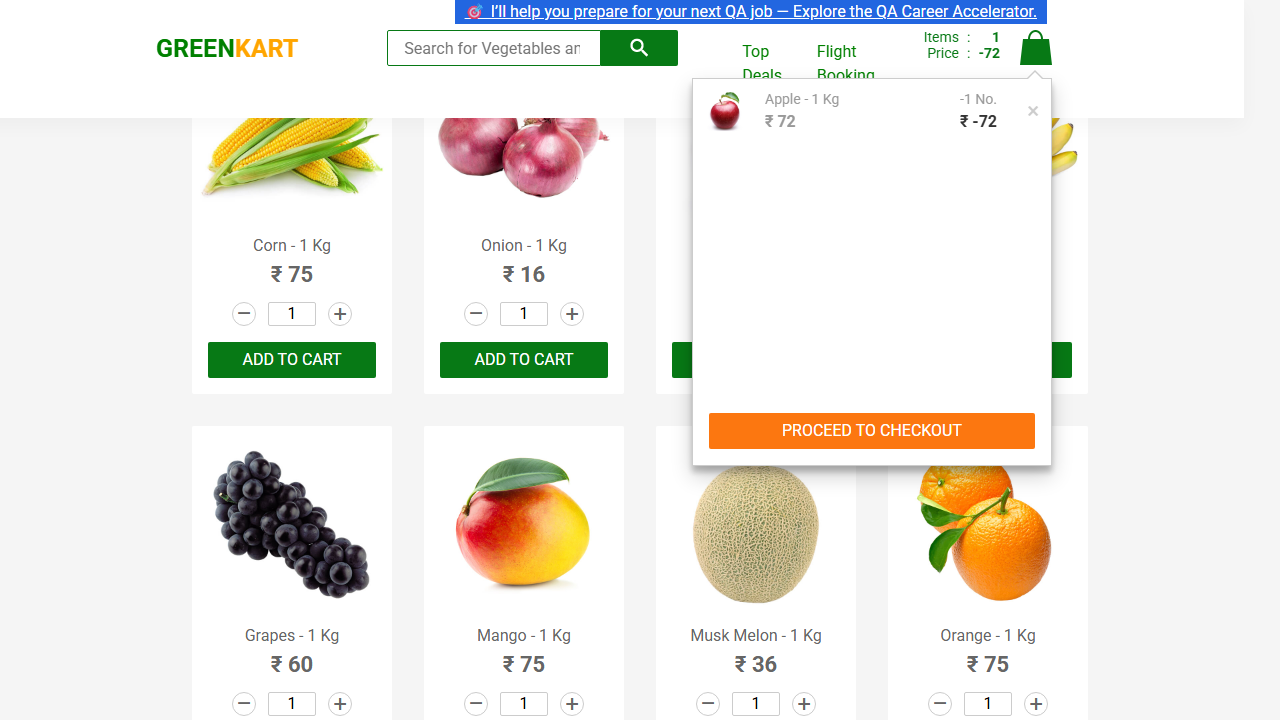 🎯 I'll help you prepare for your next QA job — Explore the QA Career Accelerator.
GREENKART
Search for Vegetables an
Top Deals
Flight Booking
Items : 1
Price : -72
Apple - 1 Kg
₹ 72
-1 No.
₹ -72
×
PROCEED TO CHECKOUT
Corn - 1 Kg
₹ 75
− 1 +
ADD TO CART
Onion - 1 Kg
₹ 16
− 1 +
ADD TO CART
Grapes - 1 Kg
₹ 60
− 1 +
Mango - 1 Kg
₹ 75
− 1 +
Musk Melon - 1 Kg
₹ 36
− 1 +
Orange - 1 Kg
₹ 75
− 1 +